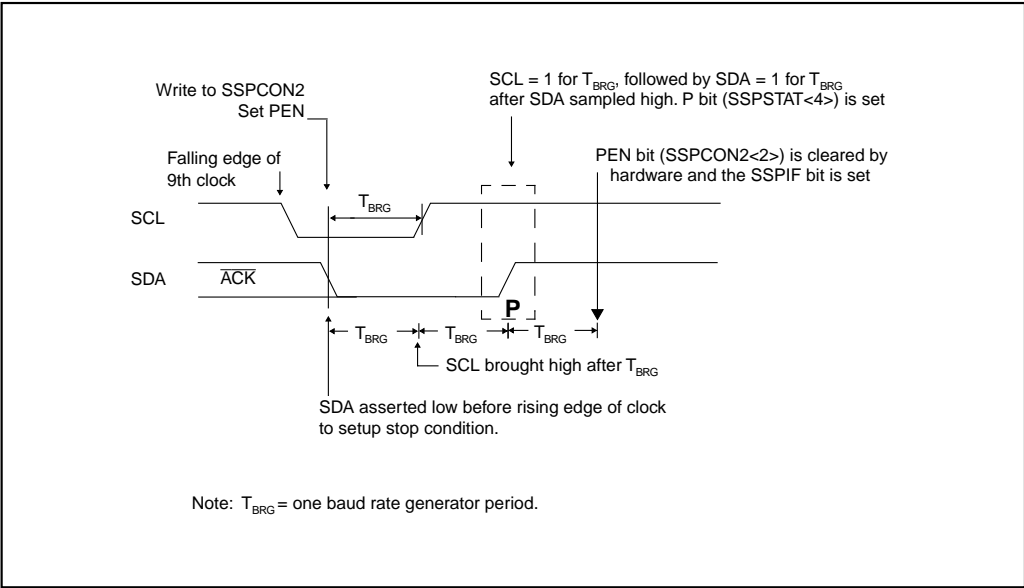 Write to SSPCON2
Set PEN
SCL = 1 for TBRG, followed by SDA = 1 for TBRG
after SDA sampled high. P bit (SSPSTAT<4>) is set
Falling edge of
9th clock
PEN bit (SSPCON2<2>) is cleared by
hardware and the SSPIF bit is set
TBRG
SCL
SDA
ACK
P
TBRG
TBRG
TBRG
SCL brought high after TBRG
SDA asserted low before rising edge of clock
to setup stop condition.
Note: TBRG = one baud rate generator period.